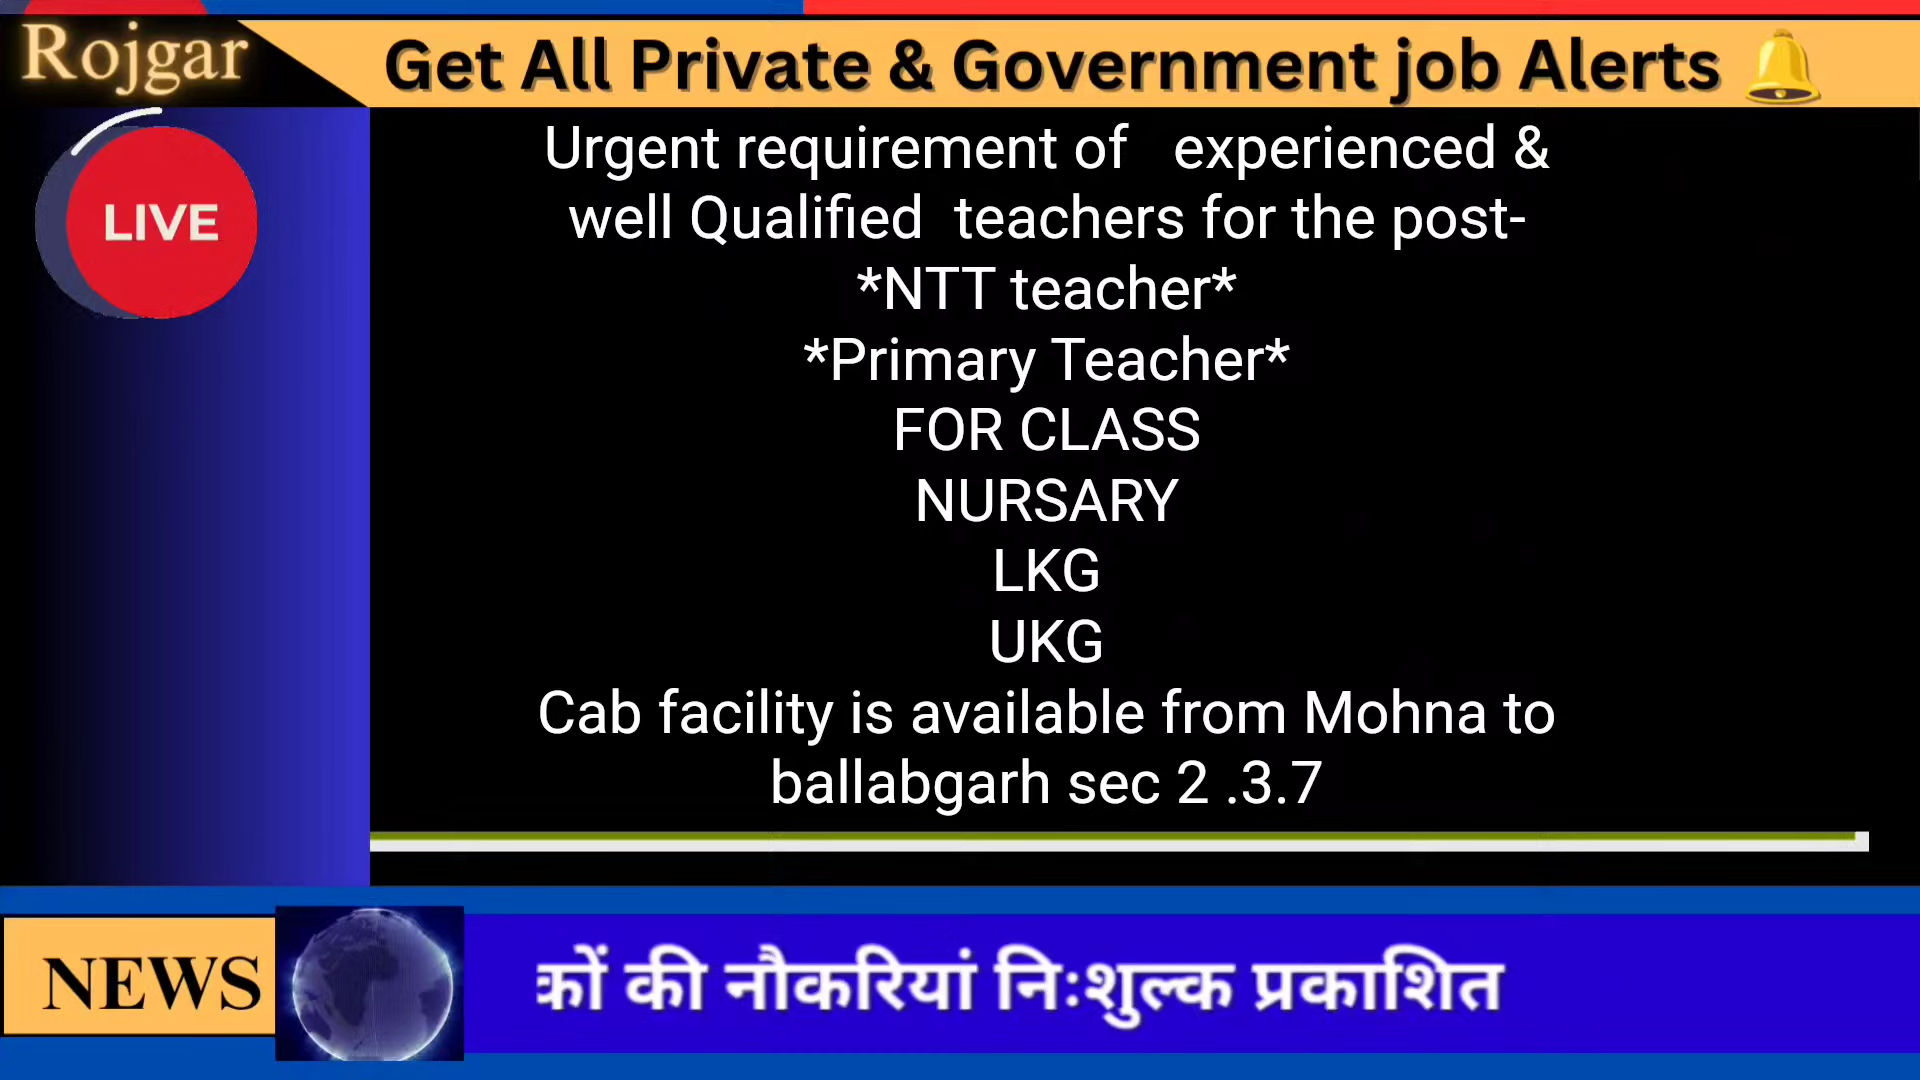 Rojgar
Get All Private & Government job Alerts
LIVE
Urgent requirement of experienced &
well Qualified teachers for the post-
*NTT teacher*
*Primary Teacher*
FOR CLASS
NURSARY
LKG
UKG
Cab facility is available from Mohna to
ballabgarh sec 2 .3.7
NEWS
कों की नौकरियां निःशुल्क प्रकाशित